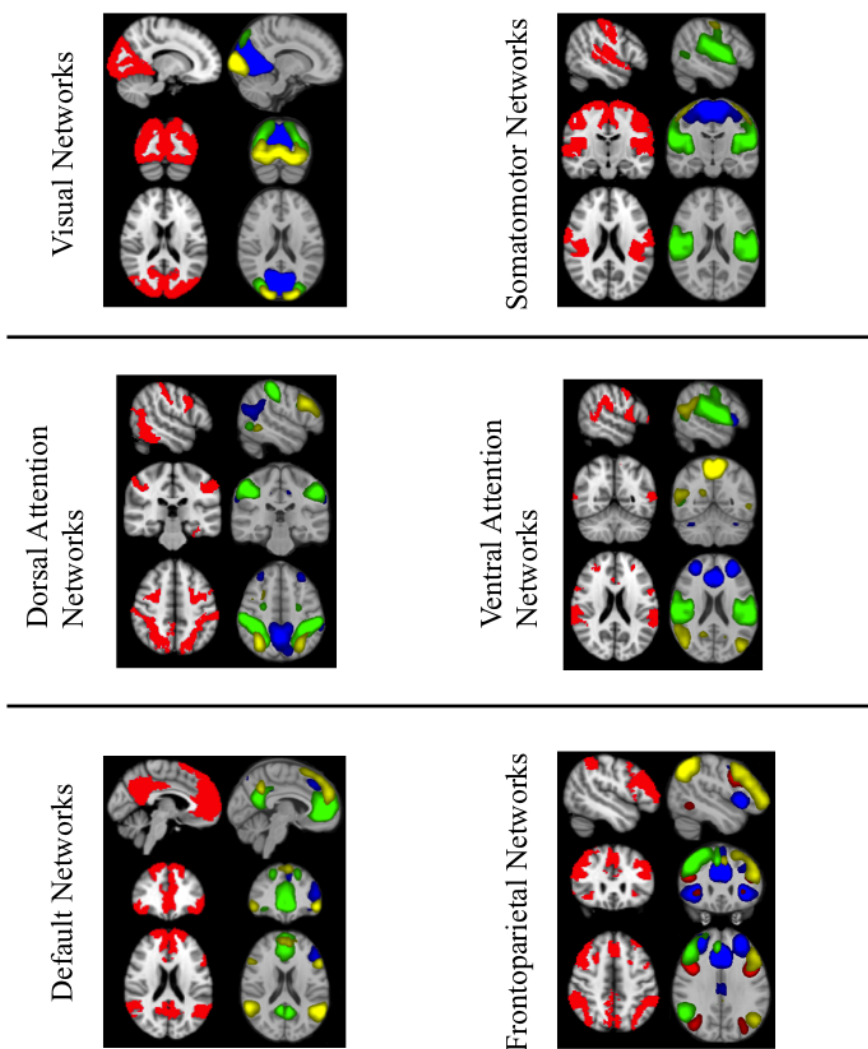 Visual Networks
Somatomotor Networks
Dorsal Attention
Networks
Ventral Attention
Networks
Default Networks
Frontoparietal Networks